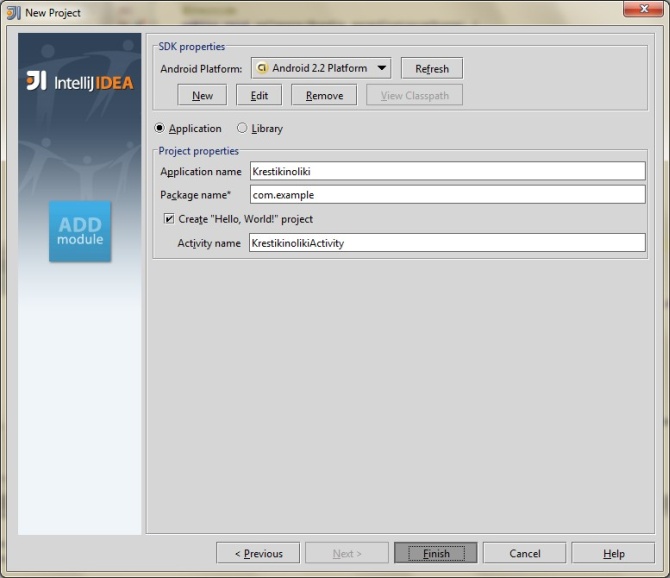 New Project
IntelliJ IDEA
ADD
module
SDK properties
Android Platform: Android 2.2 Platform Refresh
New Edit Remove View Classpath
Application Library
Project properties
Application name Krestikinoliki
Package name* com.example
Create "Hello, World!" project
Activity name KrestikinolikiActivity
< Previous Next > Finish Cancel Help